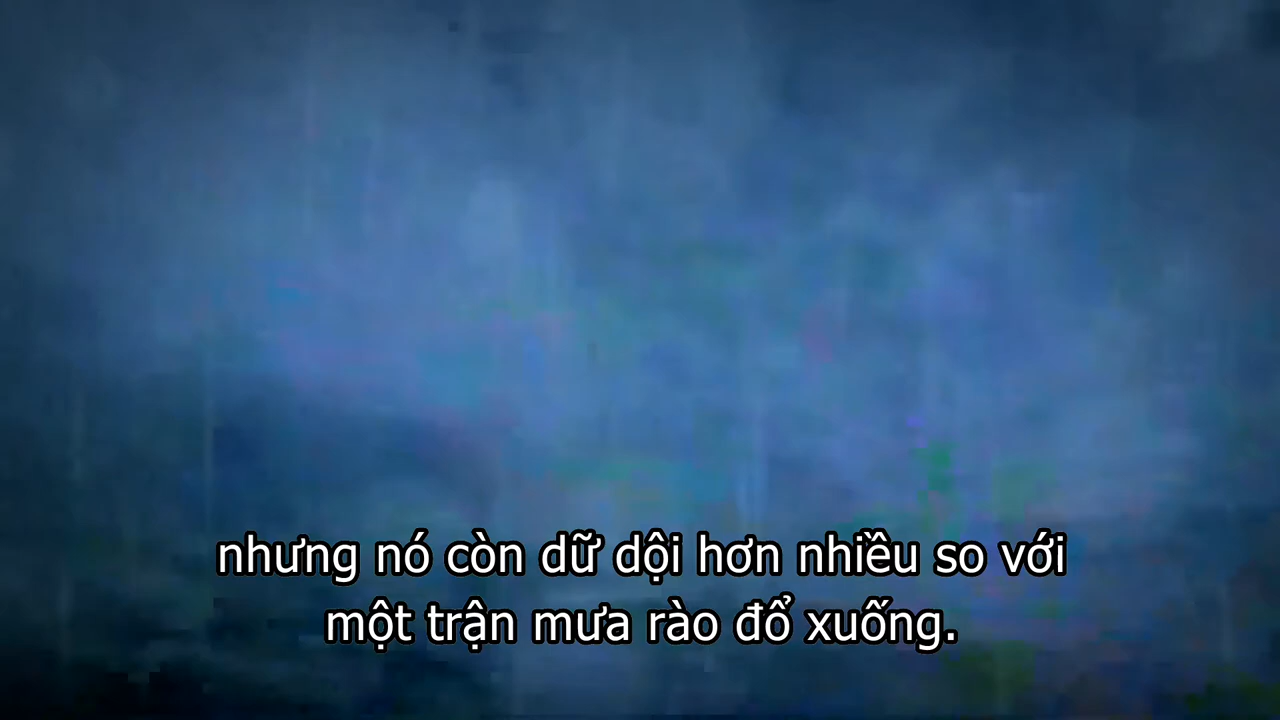 nhưng nó còn dữ dội hơn nhiều so với
một trận mưa rào đổ xuống.